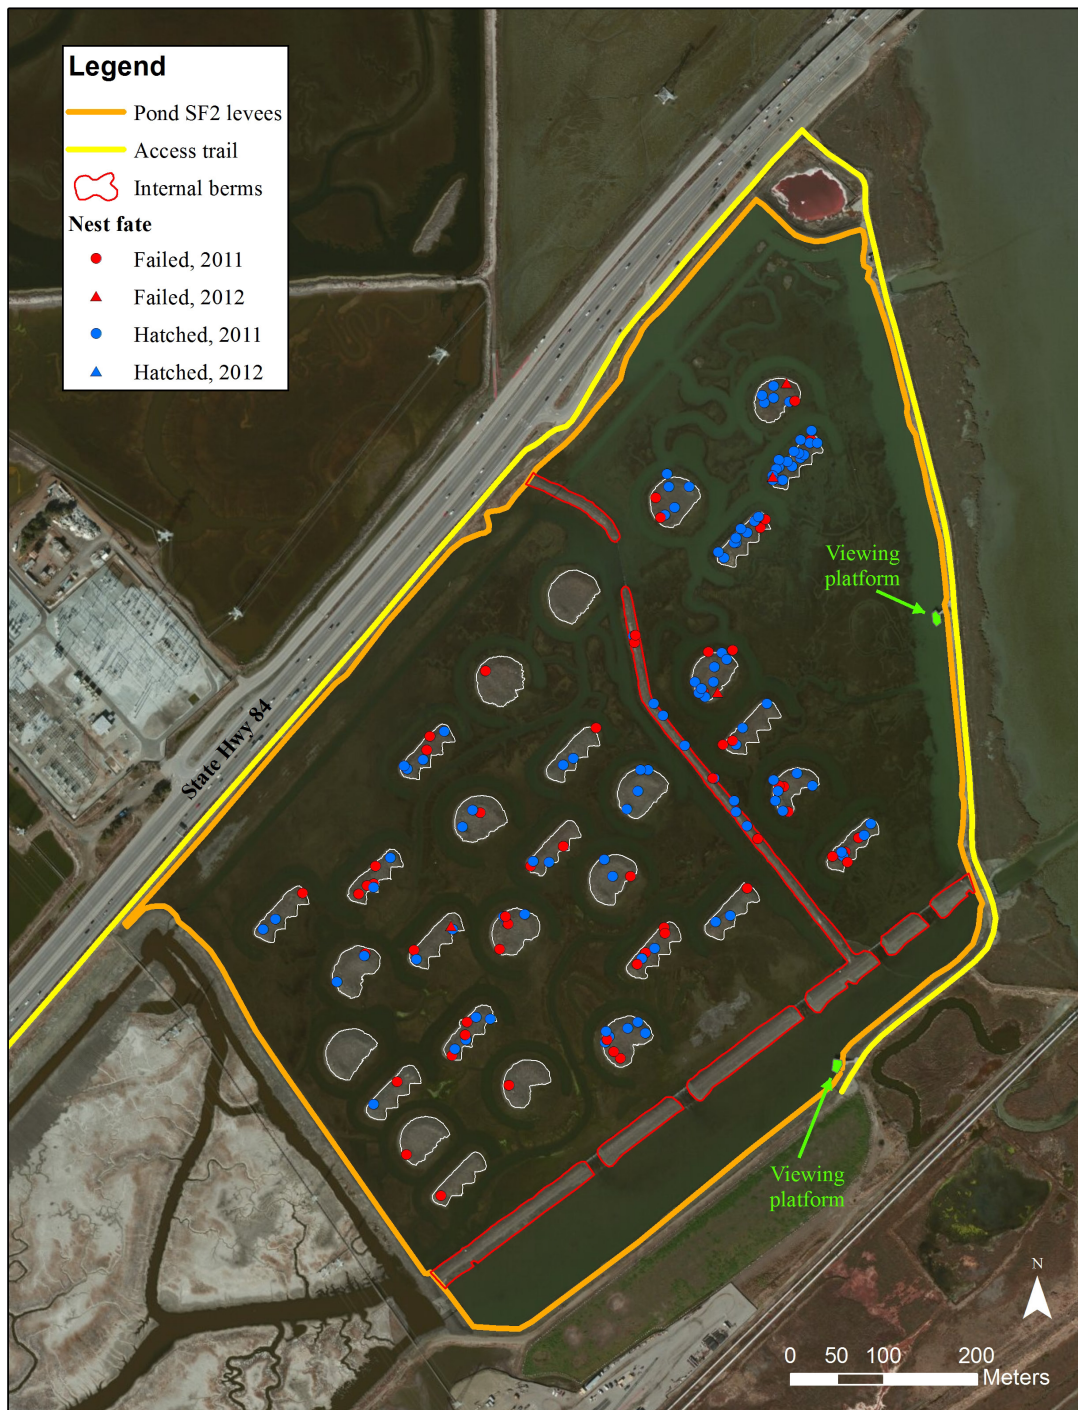 Legend
Pond SF2 levees
Access trail
Internal berms
Nest fate
Failed, 2011
Failed, 2012
Hatched, 2011
Hatched, 2012
Viewing
platform
State Hwy 84
Viewing
platform
N
0 50 100 200
Meters